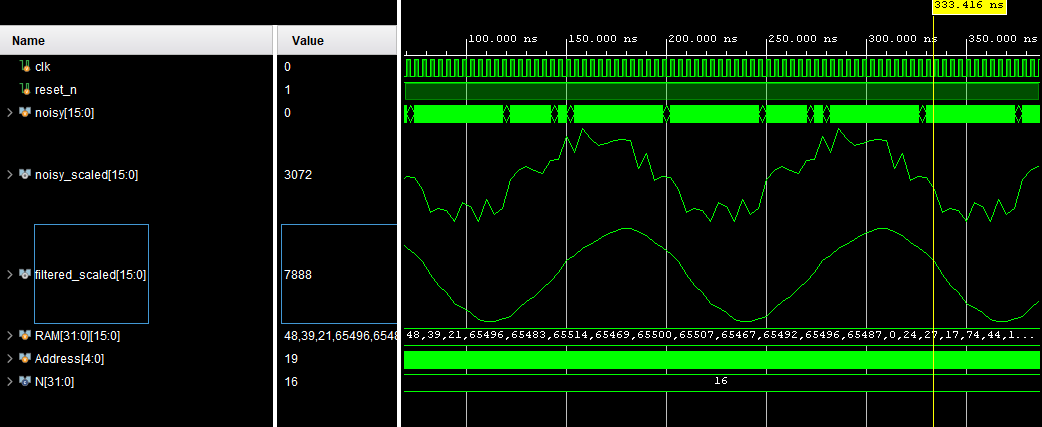 333.416 ns
Name Value
100.000 ns 150.000 ns 200.000 ns 250.000 ns 300.000 ns 350.000 ns
clk 0
reset_n 1
noisy[15:0] 0
noisy_scaled[15:0] 3072
filtered_scaled[15:0] 7888
RAM[31:0][15:0] 48,39,21,65496,6548 48,39,21,65496,65483,65514,65469,65500,65507,65467,65492,65496,65487,0,24,27,17,74,44,1...
Address[4:0] 19
N[31:0] 16 16